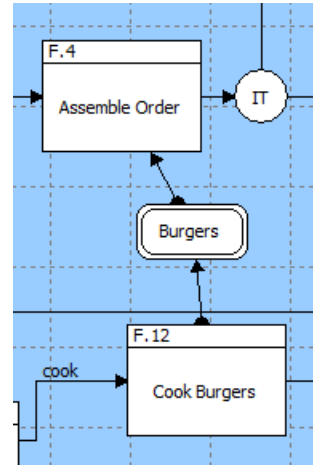 F.4
Assemble Order
IT
Burgers
F.12
cook
Cook Burgers